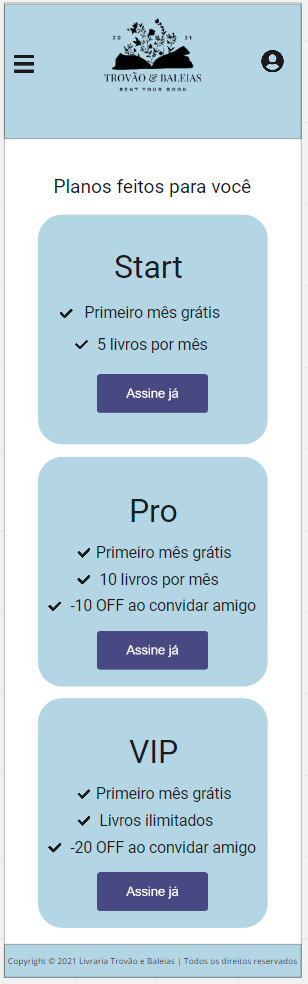 20 21
TROVÃO & BALEIAS
RENT YOUR BOOK
Planos feitos para você
Start
Primeiro mês grátis
5 livros por mês
Assine já
Pro
Primeiro mês grátis
10 livros por mês
-10 OFF ao convidar amigo
Assine já
VIP
Primeiro mês grátis
Livros ilimitados
-20 OFF ao convidar amigo
Assine já
Copyright © 2021 Livraria Trovão e Baleias | Todos os direitos reservados